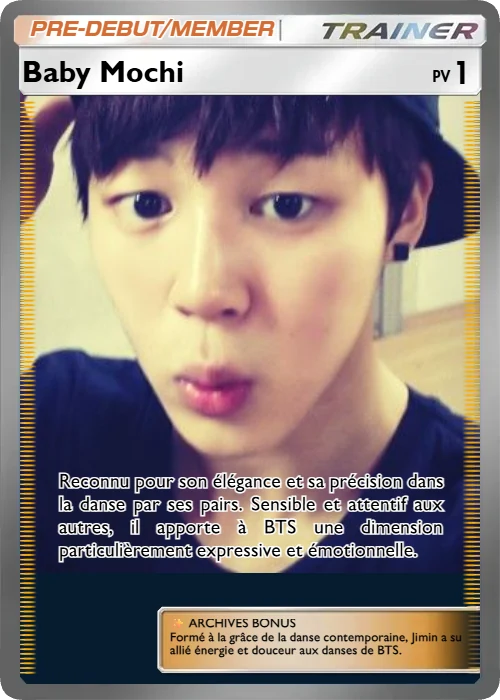 PRE-DEBUT/MEMBER
TRAINER
Baby Mochi
PV 1
Reconnu pour son élégance et sa précision dans
la danse par ses pairs. Sensible et attentif aux
autres, il apporte à BTS une dimension
particulièrement expressive et émotionnelle.
✨ ARCHIVES BONUS
Formé à la grâce de la danse contemporaine, Jimin a su
allié énergie et douceur aux danses de BTS.